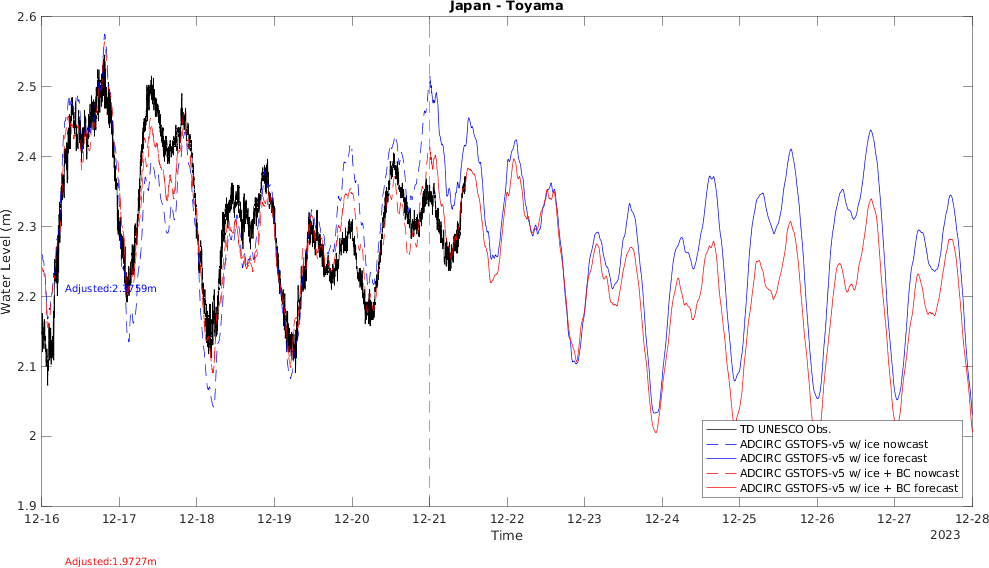 Japan - Toyama
2.6
2.5
2.4
2.3
2.2
2.1
2
1.9
Water Level (m)
Adjusted:2.3759m
TD UNESCO Obs.
ADCIRC GSTOFS-v5 w/ ice nowcast
ADCIRC GSTOFS-v5 w/ ice forecast
ADCIRC GSTOFS-v5 w/ ice + BC nowcast
ADCIRC GSTOFS-v5 w/ ice + BC forecast
12-16 12-17 12-18 12-19 12-20 12-21 12-22 12-23 12-24 12-25 12-26 12-27 12-28
Time
2023
Adjusted:1.9727m